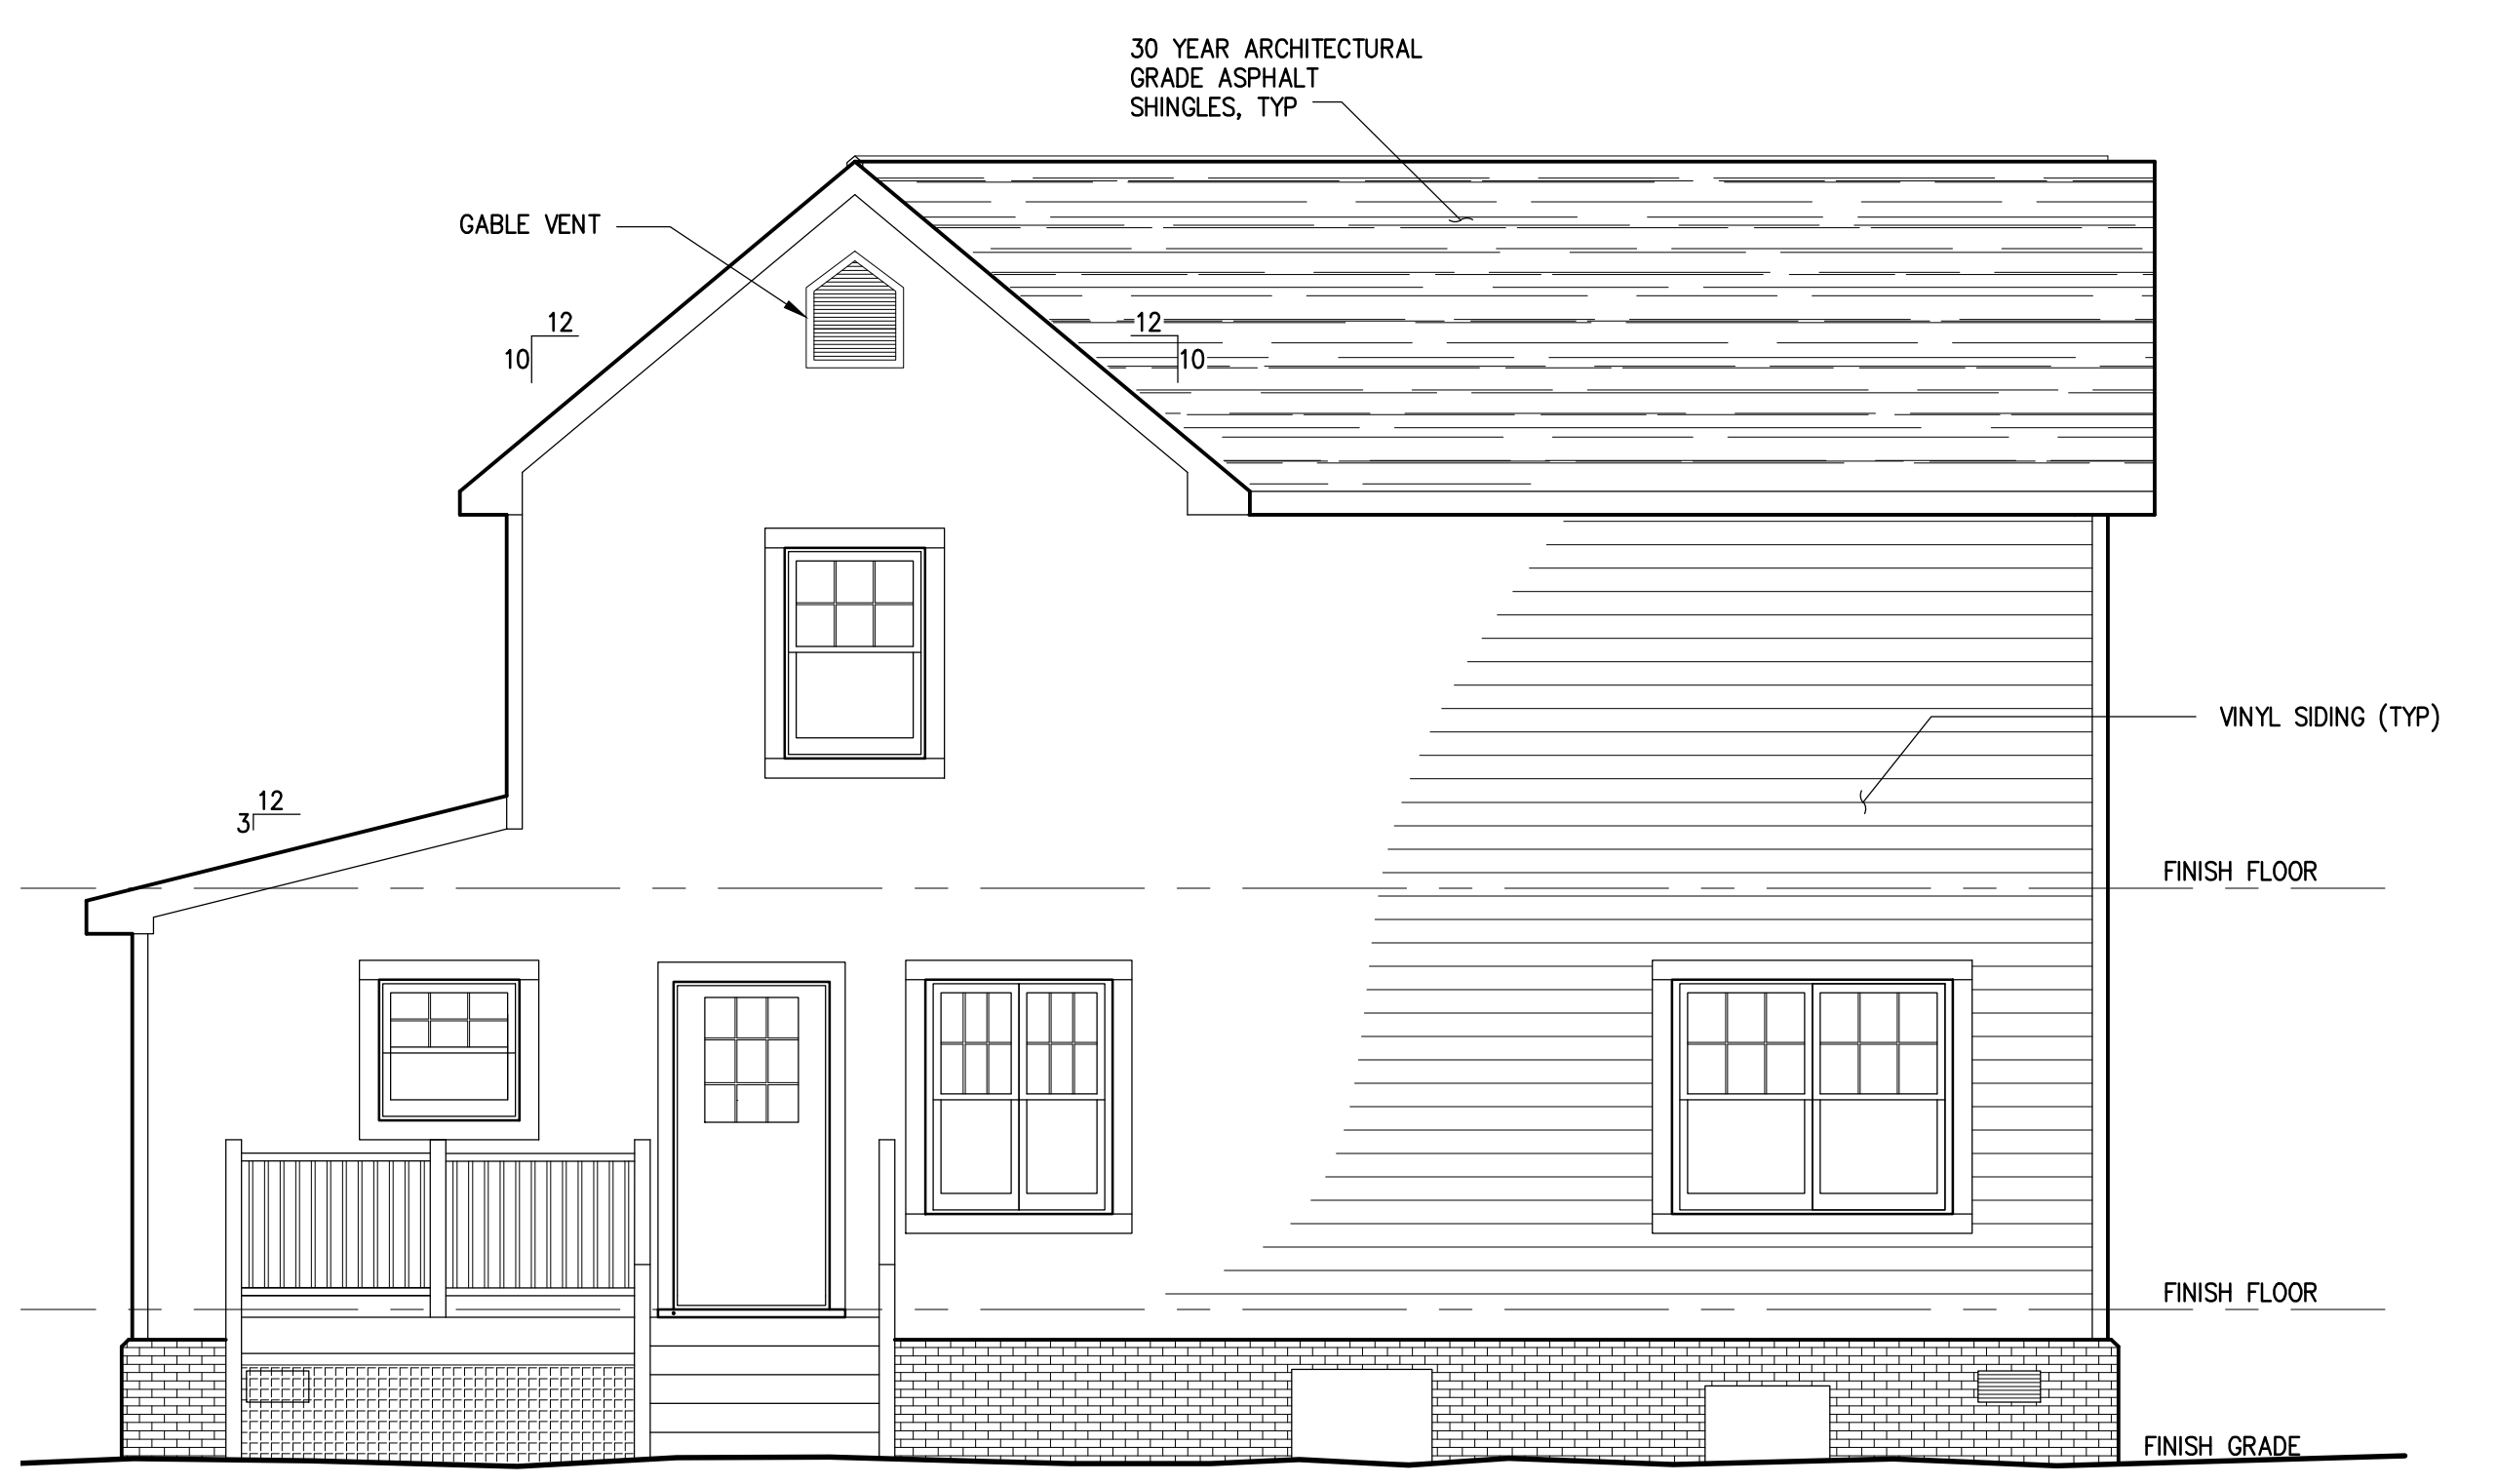 30 YEAR ARCHITECTURAL
GRADE ASPHALT
SHINGLES, TYP
GABLE VENT
12
10
12
10
VINYL SIDING (TYP)
12
3
FINISH FLOOR
FINISH FLOOR
FINISH GRADE